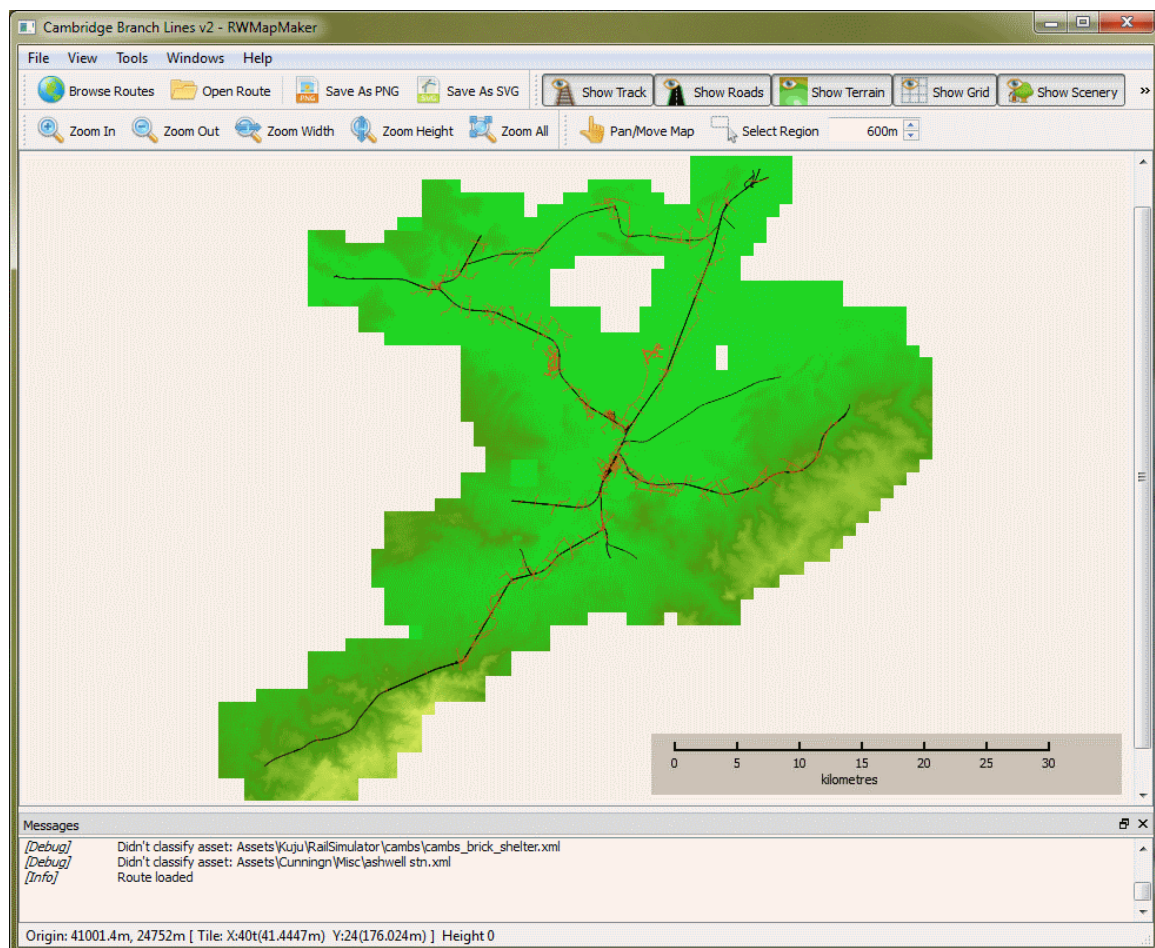 Cambridge Branch Lines v2 - RWMapMaker
File View Tools Windows Help
Browse Routes Open Route PNG Save As PNG SVG Save As SVG Show Track Show Roads Show Terrain Show Grid Show Scenery »
Zoom In Zoom Out Zoom Width Zoom Height Zoom All Pan/Move Map Select Region 600m
0 5 10 15 20 25 30
kilometres
Messages
[Debug] Didn't classify asset: Assets\Kuju\RailSimulator\cambs\cambs_brick_shelter.xml
[Debug] Didn't classify asset: Assets\Cunningn\Misc\ashwell stn.xml
[Info] Route loaded
Origin: 41001.4m, 24752m [ Tile: X:40t(41.4447m) Y:24(176.024m) ] Height 0